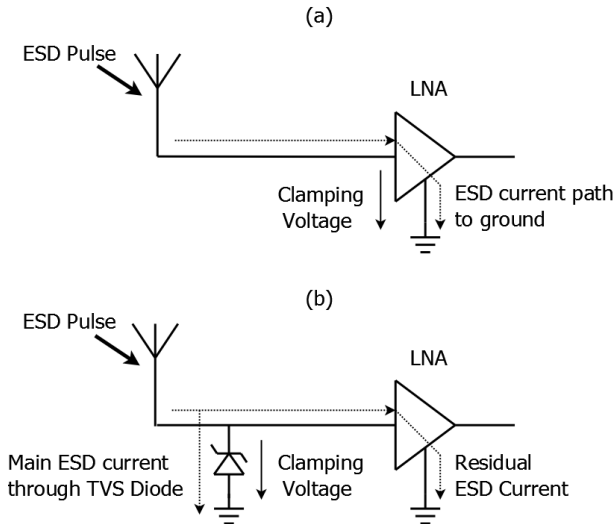 (a)
ESD Pulse
LNA
Clamping
Voltage
ESD current path
to ground
(b)
ESD Pulse
LNA
Main ESD current
through TVS Diode
Clamping
Voltage
Residual
ESD Current